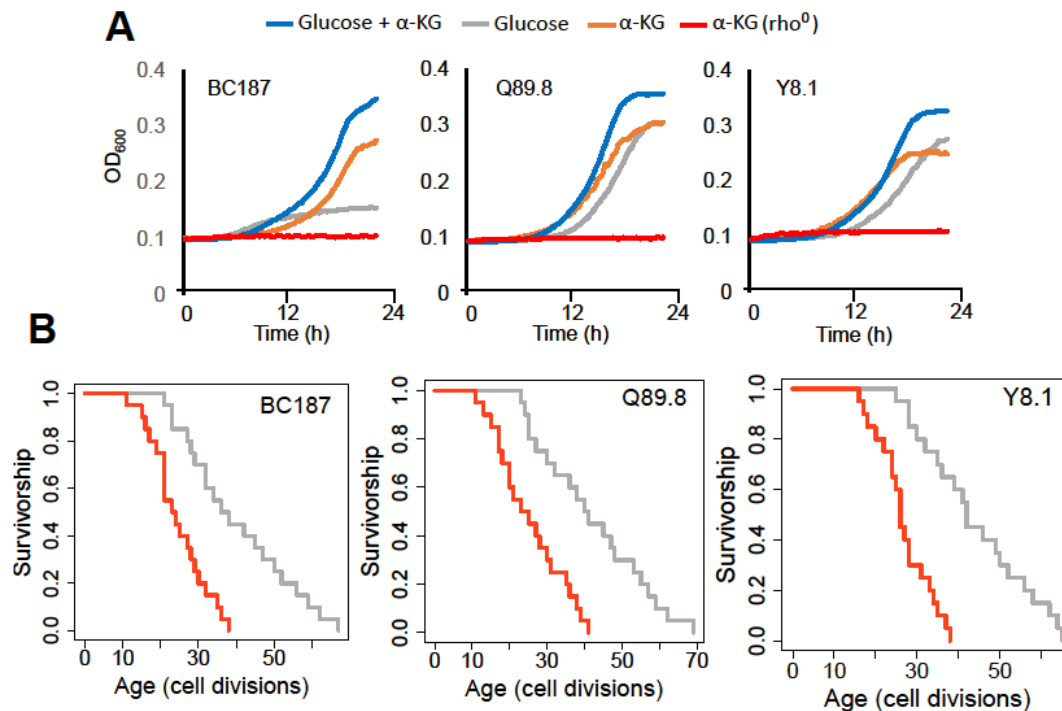 A
Glucose + α-KG Glucose α-KG α-KG (rho⁰)
BC187 Q89.8 Y8.1
OD₆₀₀
0.4 0.3 0.2 0.1 0
0.4 0.3 0.2 0.1 0
0.4 0.3 0.2 0.1 0
0 12 24 0 12 24 0 12 24
Time (h) Time (h) Time (h)
B
BC187 Q89.8 Y8.1
Survivorship Survivorship Survivorship
1.0 0.8 0.6 0.4 0.2 0.0
1.0 0.8 0.6 0.4 0.2 0.0
1.0 0.8 0.6 0.4 0.2 0.0
0 10 30 50 0 10 30 50 70 0 10 30 50
Age (cell divisions) Age (cell divisions) Age (cell divisions)